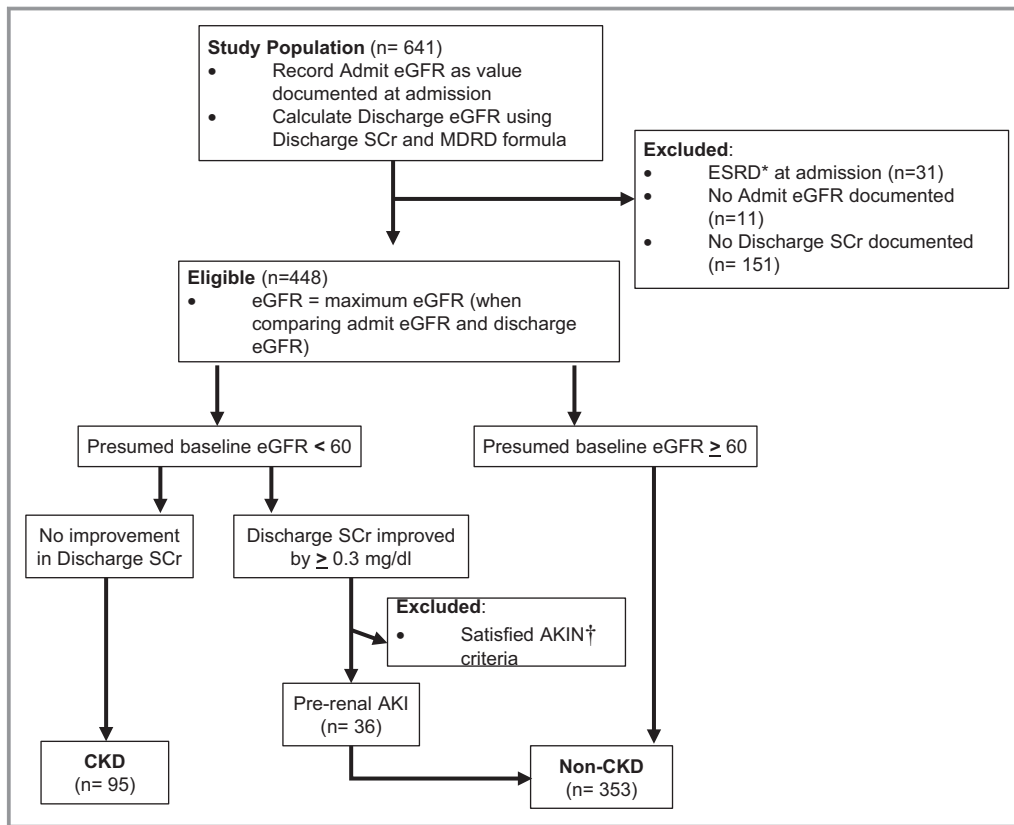 Study Population (n= 641)
• Record Admit eGFR as value
documented at admission
• Calculate Discharge eGFR using
Discharge SCr and MDRD formula
Excluded:
• ESRD* at admission (n=31)
• No Admit eGFR documented
(n=11)
• No Discharge SCr documented
(n= 151)
Eligible (n=448)
• eGFR = maximum eGFR (when
comparing admit eGFR and discharge
eGFR)
Presumed baseline eGFR < 60
Presumed baseline eGFR ≥ 60
No improvement
in Discharge SCr
Discharge SCr improved
by ≥ 0.3 mg/dl
Excluded:
• Satisfied AKIN†
criteria
Pre-renal AKI
(n= 36)
CKD
(n= 95)
Non-CKD
(n= 353)